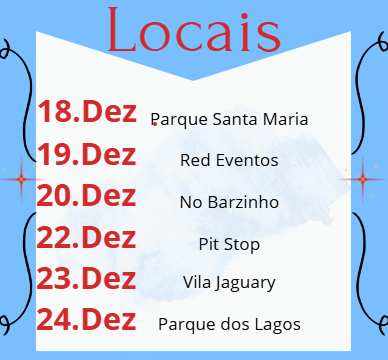 Locais
18.Dez Parque Santa Maria
19.Dez Red Eventos
20.Dez No Barzinho
22.Dez Pit Stop
23.Dez Vila Jaguary
24.Dez Parque dos Lagos